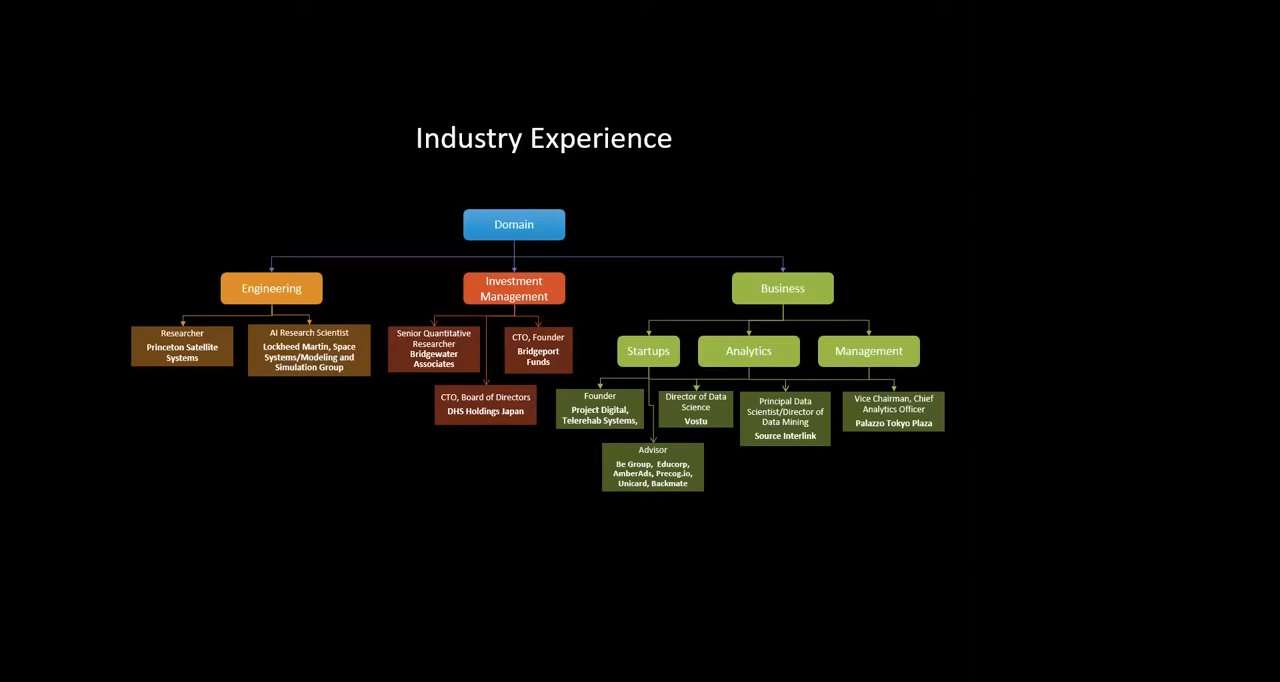 Industry Experience
Domain
Engineering
Investment
Management
Business
Researcher
Princeton Satellite
Systems
AI Research Scientist
Lockheed Martin, Space
Systems/Modeling and
Simulation Group
Senior Quantitative
Researcher
Bridgewater
Associates
CTO, Founder
Bridgeport
Funds
CTO, Board of Directors
DHS Holdings Japan
Startups
Analytics
Management
Founder
Project Digital,
Telerehab Systems,
Director of Data
Science
Vostu
Principal Data
Scientist/Director of
Data Mining
Source Interlink
Vice Chairman, Chief
Analytics Officer
Palazzo Tokyo Plaza
Advisor
Be Group, Educorp,
AmberAds, Precog.io,
Unicard, Backmate